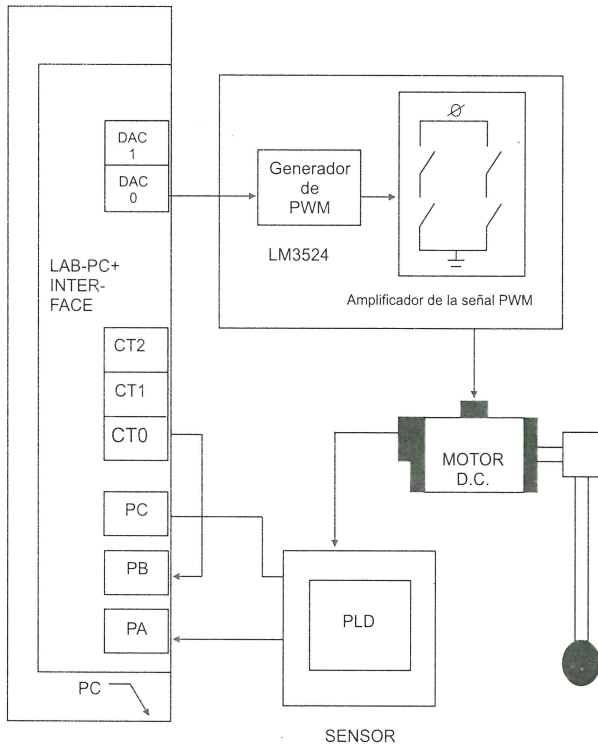 DAC
1
DAC
0
Generador
de
PWM
LM3524
Amplificador de la señal PWM
LAB-PC+
INTER-
FACE
CT2
CT1
CT0
MOTOR
D.C.
PC
PB
PA
PLD
PC
SENSOR